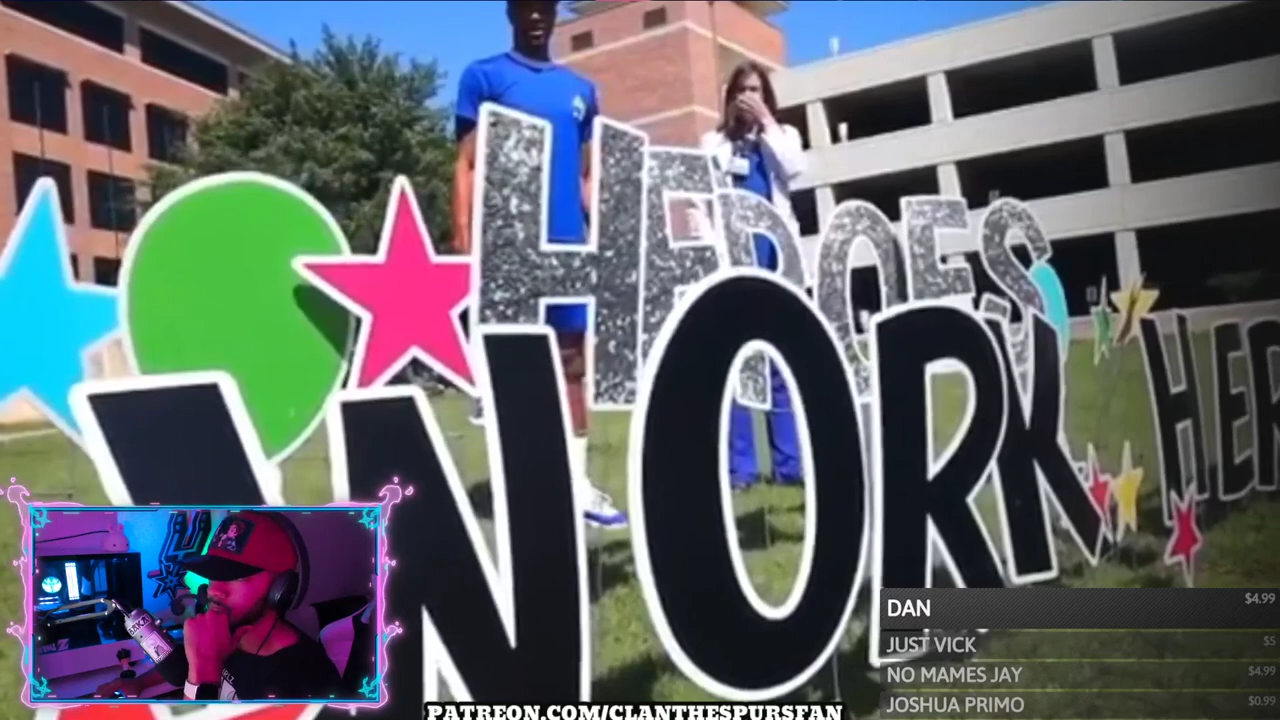 HEROES
WORK
HER
DAN
$4.99
JUST VICK
$5
NO MAMES JAY
$4.99
JOSHUA PRIMO
$0.99
PATREON.COM/CLANTHESPURSFAN